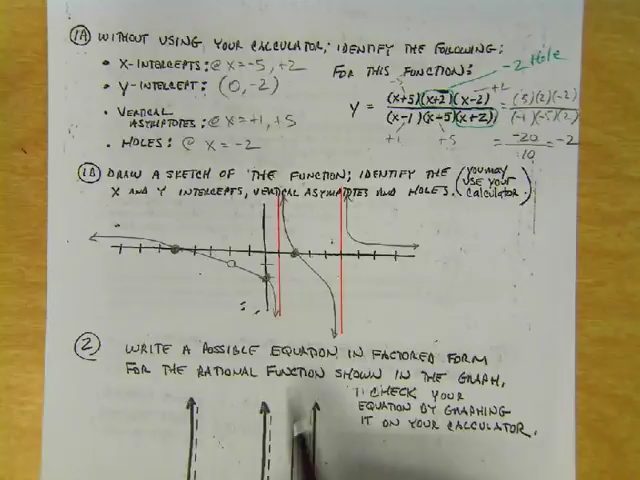 1A WITHOUT USING YOUR CALCULATOR, IDENTIFY THE FOLLOWING:
• X-INTERCEPTS: @ x=-5, +2 FOR THIS FUNCTION: -2 Hole
• Y-INTERCEPT: (0, -2)
-5 +2
Y = (x+5)(x+2)(x-2) / (x-1)(x-5)(x+2) = (5)(2)(-2) / (-1)(-5)(2)
+1 +5
• VERTICAL ASYMPTOTES: @ x=+1, +5
= -20 / 10 = -2
• HOLES: @ x=-2
1B DRAW A SKETCH OF THE FUNCTION; IDENTIFY THE
X AND Y INTERCEPTS, VERTICAL ASYMPTOTES AND HOLES.
(YOU MAY
USE YOUR
CALCULATOR)
2 WRITE A POSSIBLE EQUATION IN FACTORED FORM
FOR THE RATIONAL FUNCTION SHOWN IN THE GRAPH,
CHECK YOUR
EQUATION BY GRAPHING
IT ON YOUR CALCULATOR.